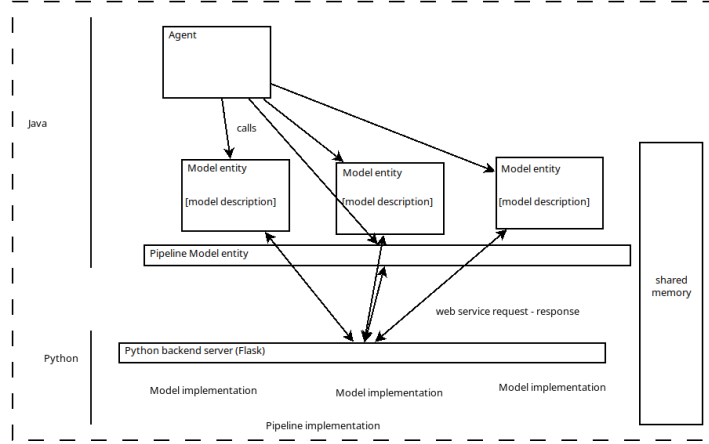 Agent
Java
calls
Model entity
[model description]
Model entity
[model description]
Model entity
[model description]
Pipeline Model entity
shared
memory
web service request - response
Python
Python backend server (Flask)
Model implementation
Model implementation
Model implementation
Pipeline implementation